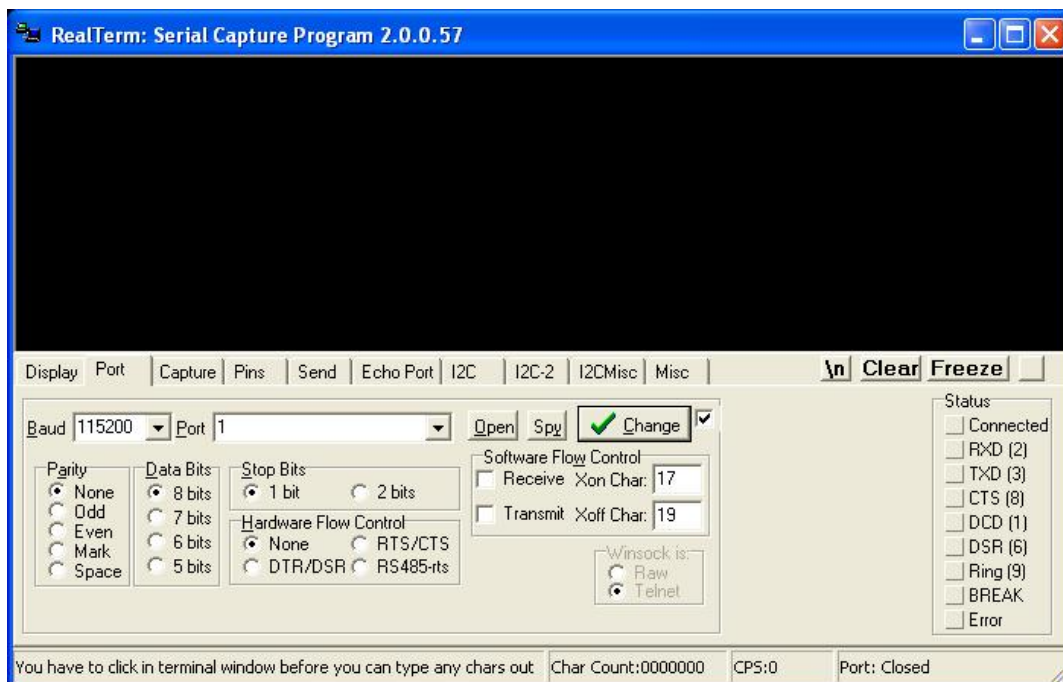 RealTerm: Serial Capture Program 2.0.0.57
Display Port Capture Pins Send Echo Port I2C I2C-2 I2CMisc Misc \n Clear Freeze
Baud 115200 Port 1 Open Spy Change
Parity
None
Odd
Even
Mark
Space
Data Bits
8 bits
7 bits
6 bits
5 bits
Stop Bits
1 bit 2 bits
Hardware Flow Control
None RTS/CTS
DTR/DSR RS485-rts
Software Flow Control
Receive Xon Char: 17
Transmit Xoff Char: 19
Winsock is:
Raw
Telnet
Status
Connected
RXD (2)
TXD (3)
CTS (8)
DCD (1)
DSR (6)
Ring (9)
BREAK
Error
You have to click in terminal window before you can type any chars out Char Count:0000000 CPS:0 Port: Closed